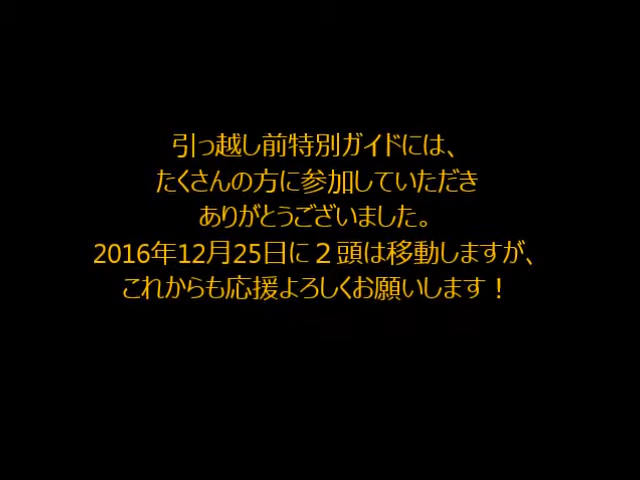 引っ越し前特別ガイドには、
たくさんの方に参加していただき
ありがとうございました。
2016年12月25日に２頭は移動しますが、
これからも応援よろしくお願いします！